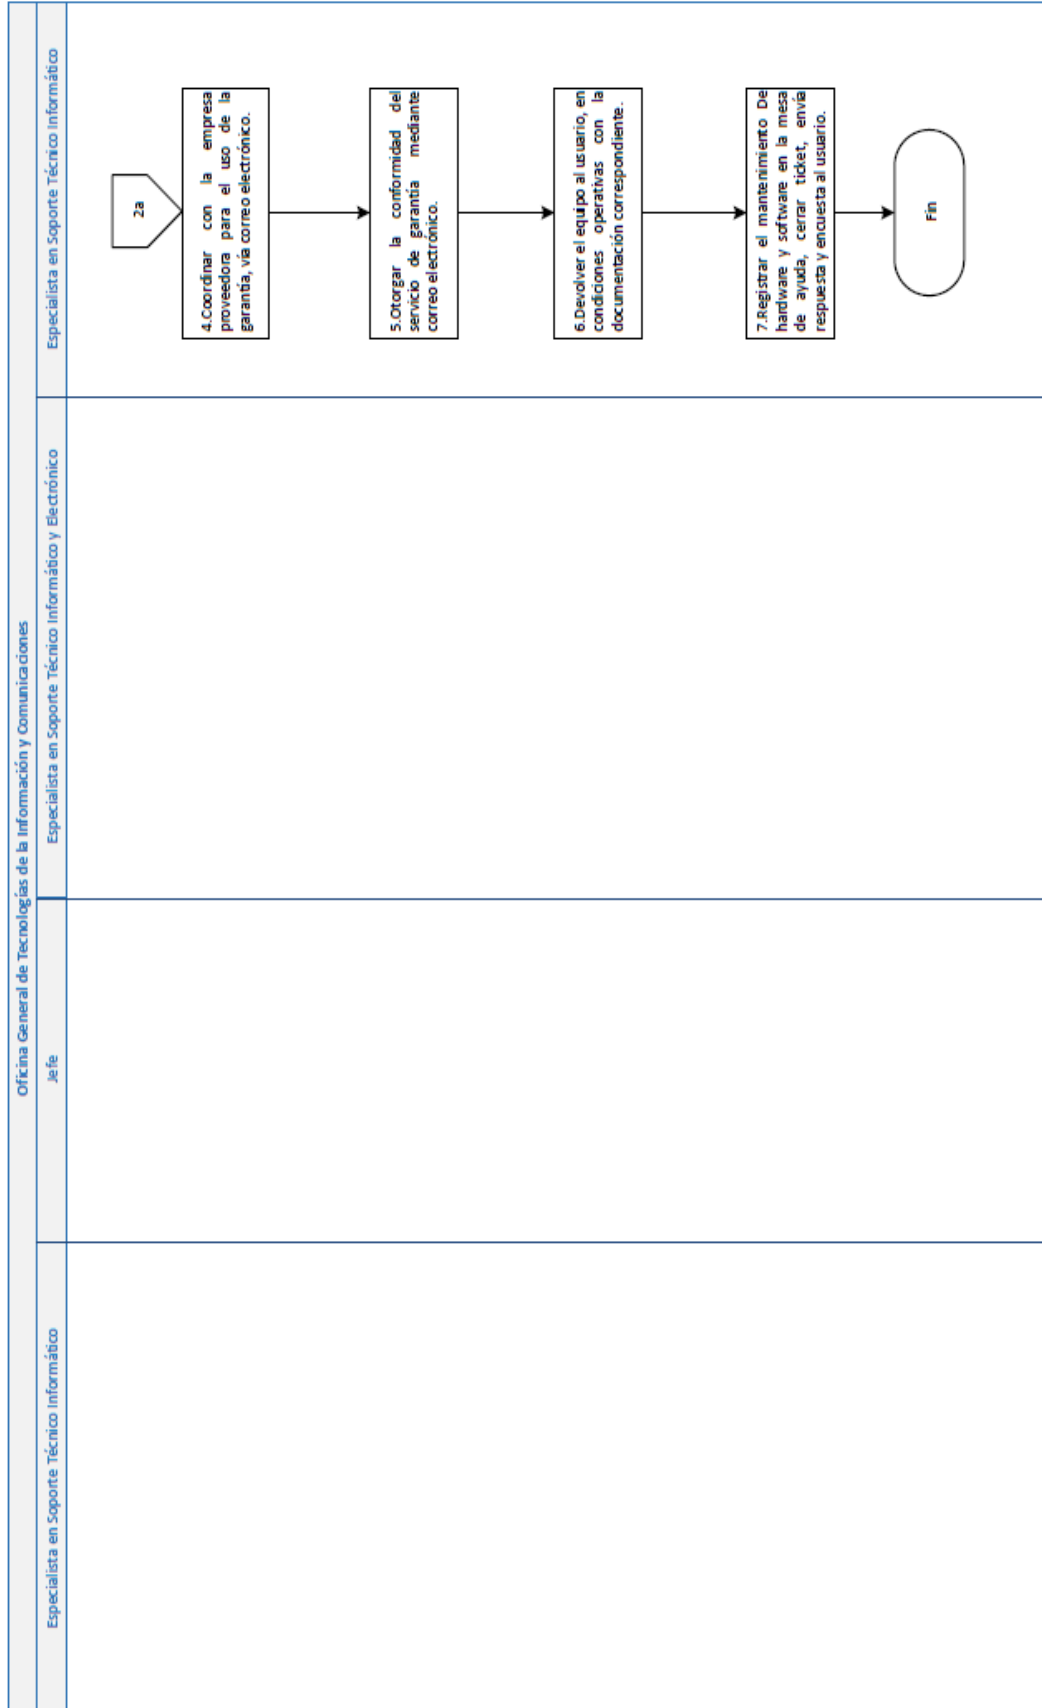 Oficina General de Tecnologías de la Información y Comunicaciones
Especialista en Soporte Técnico Informático
Jefe
Especialista en Soporte Técnico Informático y Electrónico
Especialista en Soporte Técnico Informático
2a
4.Coordinar con la empresa
proveedora para el uso de la
garantía, vía correo electrónico.
5.Otorgar la conformidad del
servicio de garantía mediante
correo electrónico.
6.Devolver el equipo al usuario, en
condiciones operativas con la
documentación correspondiente.
7.Registrar el mantenimiento De
hardware y software en la mesa
de ayuda, cerrar ticket, envía
respuesta y encuesta al usuario.
Fin